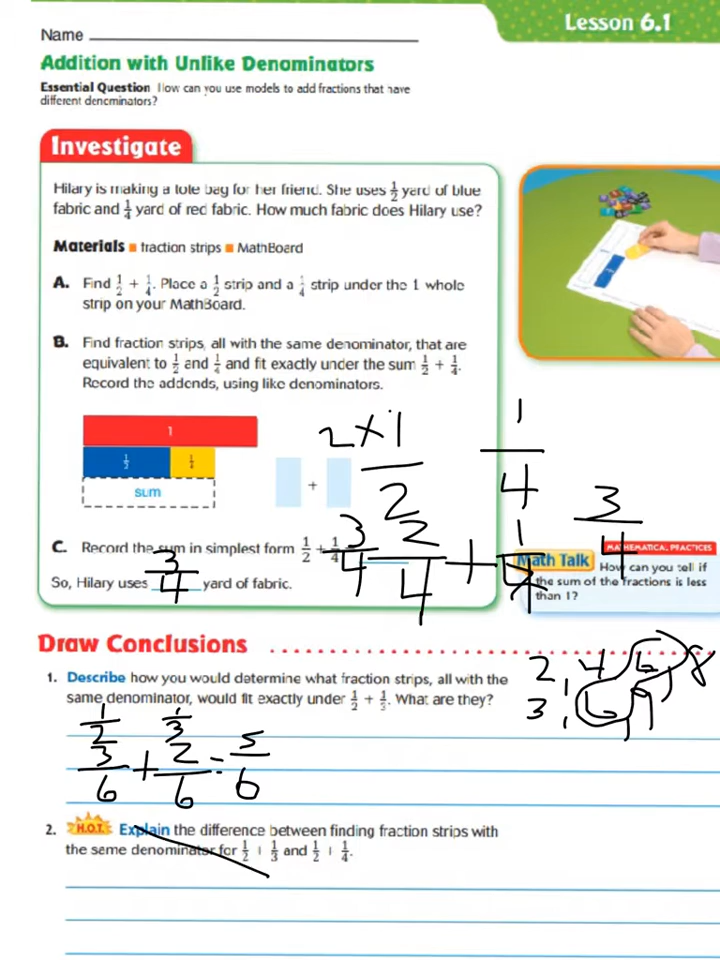 Lesson 6.1
Name
Addition with Unlike Denominators
Essential Question How can you use models to add fractions that have
different denominators?
Investigate
Hilary is making a tote bag for her friend. She uses 1/2 yard of blue
fabric and 1/4 yard of red fabric. How much fabric does Hilary use?
Materials ■ fraction strips ■ MathBoard
A. Find 1/2 + 1/4. Place a 1/2 strip and a 1/4 strip under the 1 whole
strip on your MathBoard.
B. Find fraction strips, all with the same denominator, that are
equivalent to 1/2 and 1/4 and fit exactly under the sum 1/2 + 1/4.
Record the addends, using like denominators.
1
1/2 1/4
sum
+
2 × 1/2
1/4
2/4 + 1/4
3/4
C. Record the sum in simplest form 1/2 + 1/4 3/4
So, Hilary uses 3/4 yard of fabric.
MATHEMATICAL PRACTICES
Math Talk How can you tell if
the sum of the fractions is less
than 1?
Draw Conclusions
1. Describe how you would determine what fraction strips, all with the
same denominator, would fit exactly under 1/2 + 1/3. What are they?
2, 4, 6, 8
3, 6, 9
1/2 1/3
3/6 + 2/6 = 5/6
2. H.O.T. Explain the difference between finding fraction strips with
the same denominator for 1/2 + 1/3 and 1/2 + 1/4.